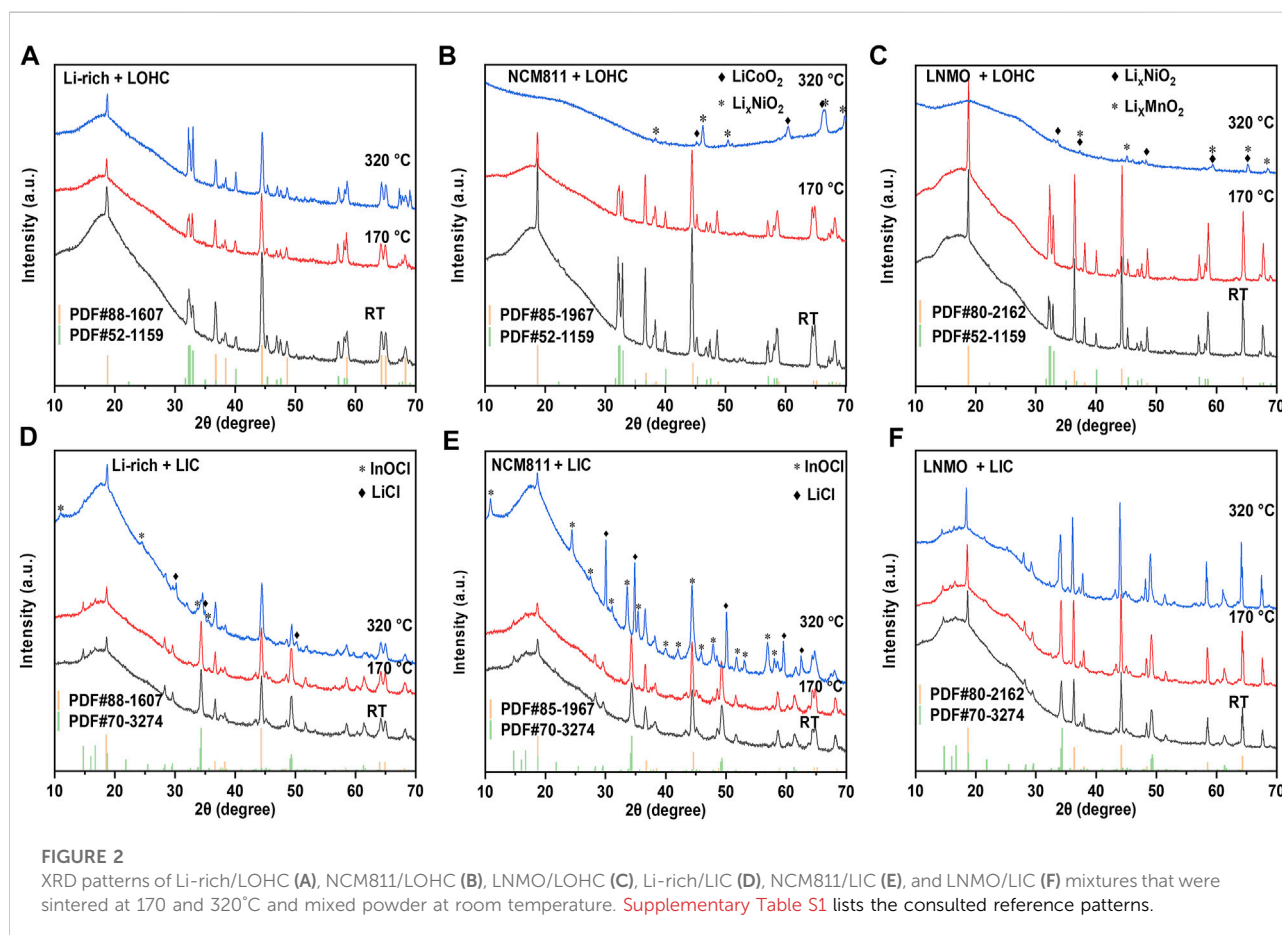 A
Li-rich + LOHC
320 °C
170 °C
RT
PDF#88-1607
PDF#52-1159
Intensity (a.u.)
10 20 30 40 50 60 70
2θ (degree)
B
NCM811 + LOHC
♦ LiCoO₂
* LiₓNiO₂
320 °C
170 °C
RT
PDF#85-1967
PDF#52-1159
Intensity (a.u.)
10 20 30 40 50 60 70
2θ (degree)
C
LNMO + LOHC
♦ LiₓNiO₂
* LiₓMnO₂
320 °C
170 °C
RT
PDF#80-2162
PDF#52-1159
Intensity (a.u.)
10 20 30 40 50 60 70
2θ (degree)
D
Li-rich + LIC
* InOCl
♦ LiCl
320 °C
170 °C
RT
PDF#88-1607
PDF#70-3274
Intensity (a.u.)
10 20 30 40 50 60 70
2θ (degree)
E
NCM811 + LIC
* InOCl
♦ LiCl
320 °C
170 °C
RT
PDF#85-1967
PDF#70-3274
Intensity (a.u.)
10 20 30 40 50 60 70
2θ (degree)
F
LNMO + LIC
320 °C
170 °C
RT
PDF#80-2162
PDF#70-3274
Intensity (a.u.)
10 20 30 40 50 60 70
2θ (degree)
FIGURE 2
XRD patterns of Li-rich/LOHC (A), NCM811/LOHC (B), LNMO/LOHC (C), Li-rich/LIC (D), NCM811/LIC (E), and LNMO/LIC (F) mixtures that were
sintered at 170 and 320°C and mixed powder at room temperature. Supplementary Table S1 lists the consulted reference patterns.